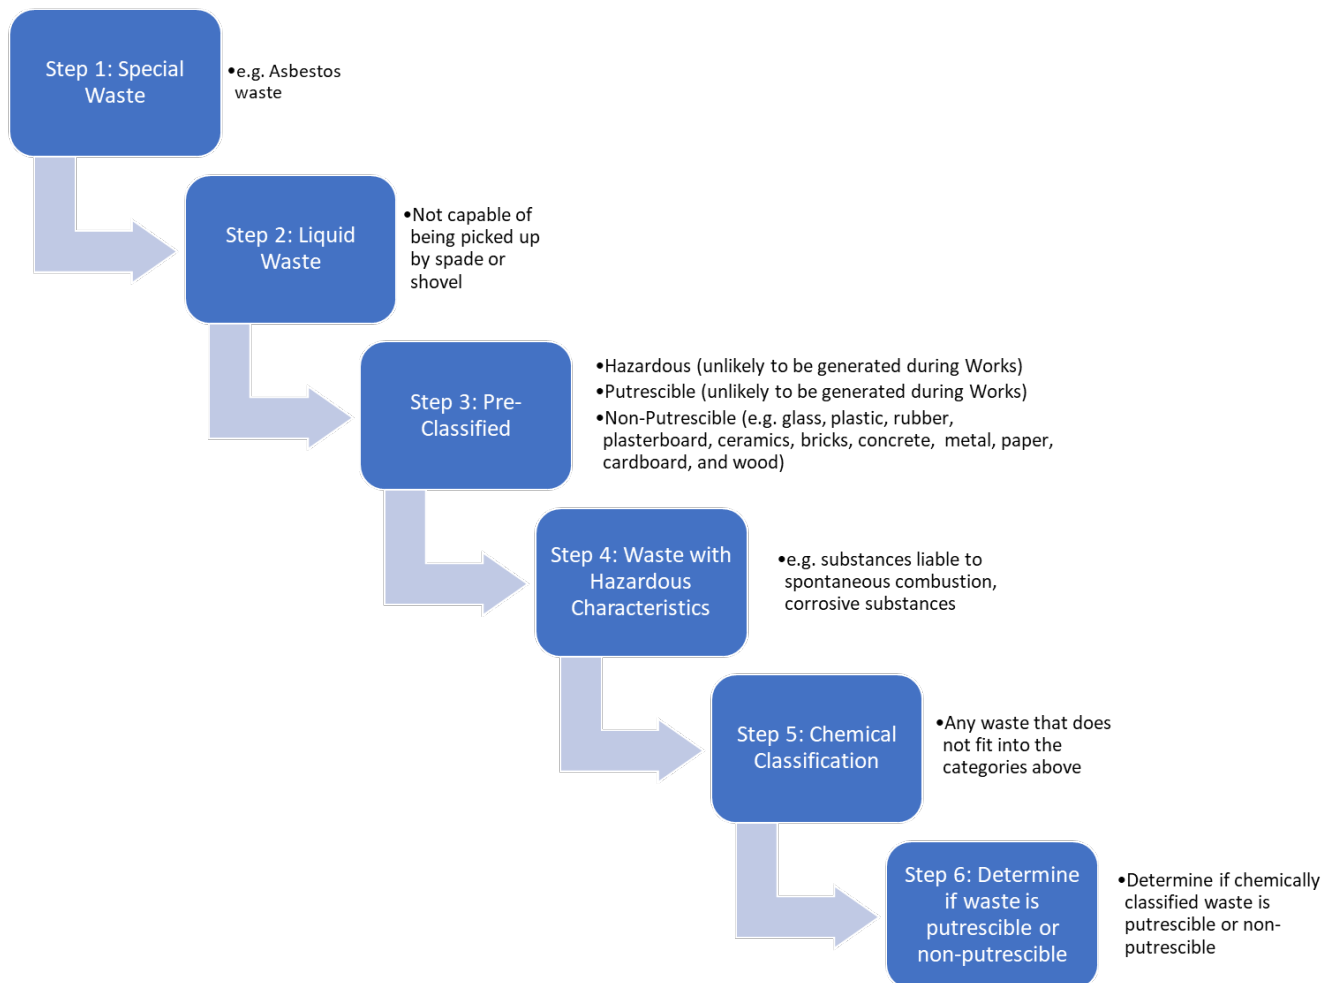 Step 1: Special
Waste
•e.g. Asbestos
waste
Step 2: Liquid
Waste
•Not capable of
being picked up
by spade or
shovel
Step 3: Pre-
Classified
•Hazardous (unlikely to be generated during Works)
•Putrescible (unlikely to be generated during Works)
•Non-Putrescible (e.g. glass, plastic, rubber,
plasterboard, ceramics, bricks, concrete, metal, paper,
cardboard, and wood)
Step 4: Waste with
Hazardous
Characteristics
•e.g. substances liable to
spontaneous combustion,
corrosive substances
Step 5: Chemical
Classification
•Any waste that does
not fit into the
categories above
Step 6: Determine
if waste is
putrescible or
non-putrescible
•Determine if chemically
classified waste is
putrescible or non-
putrescible